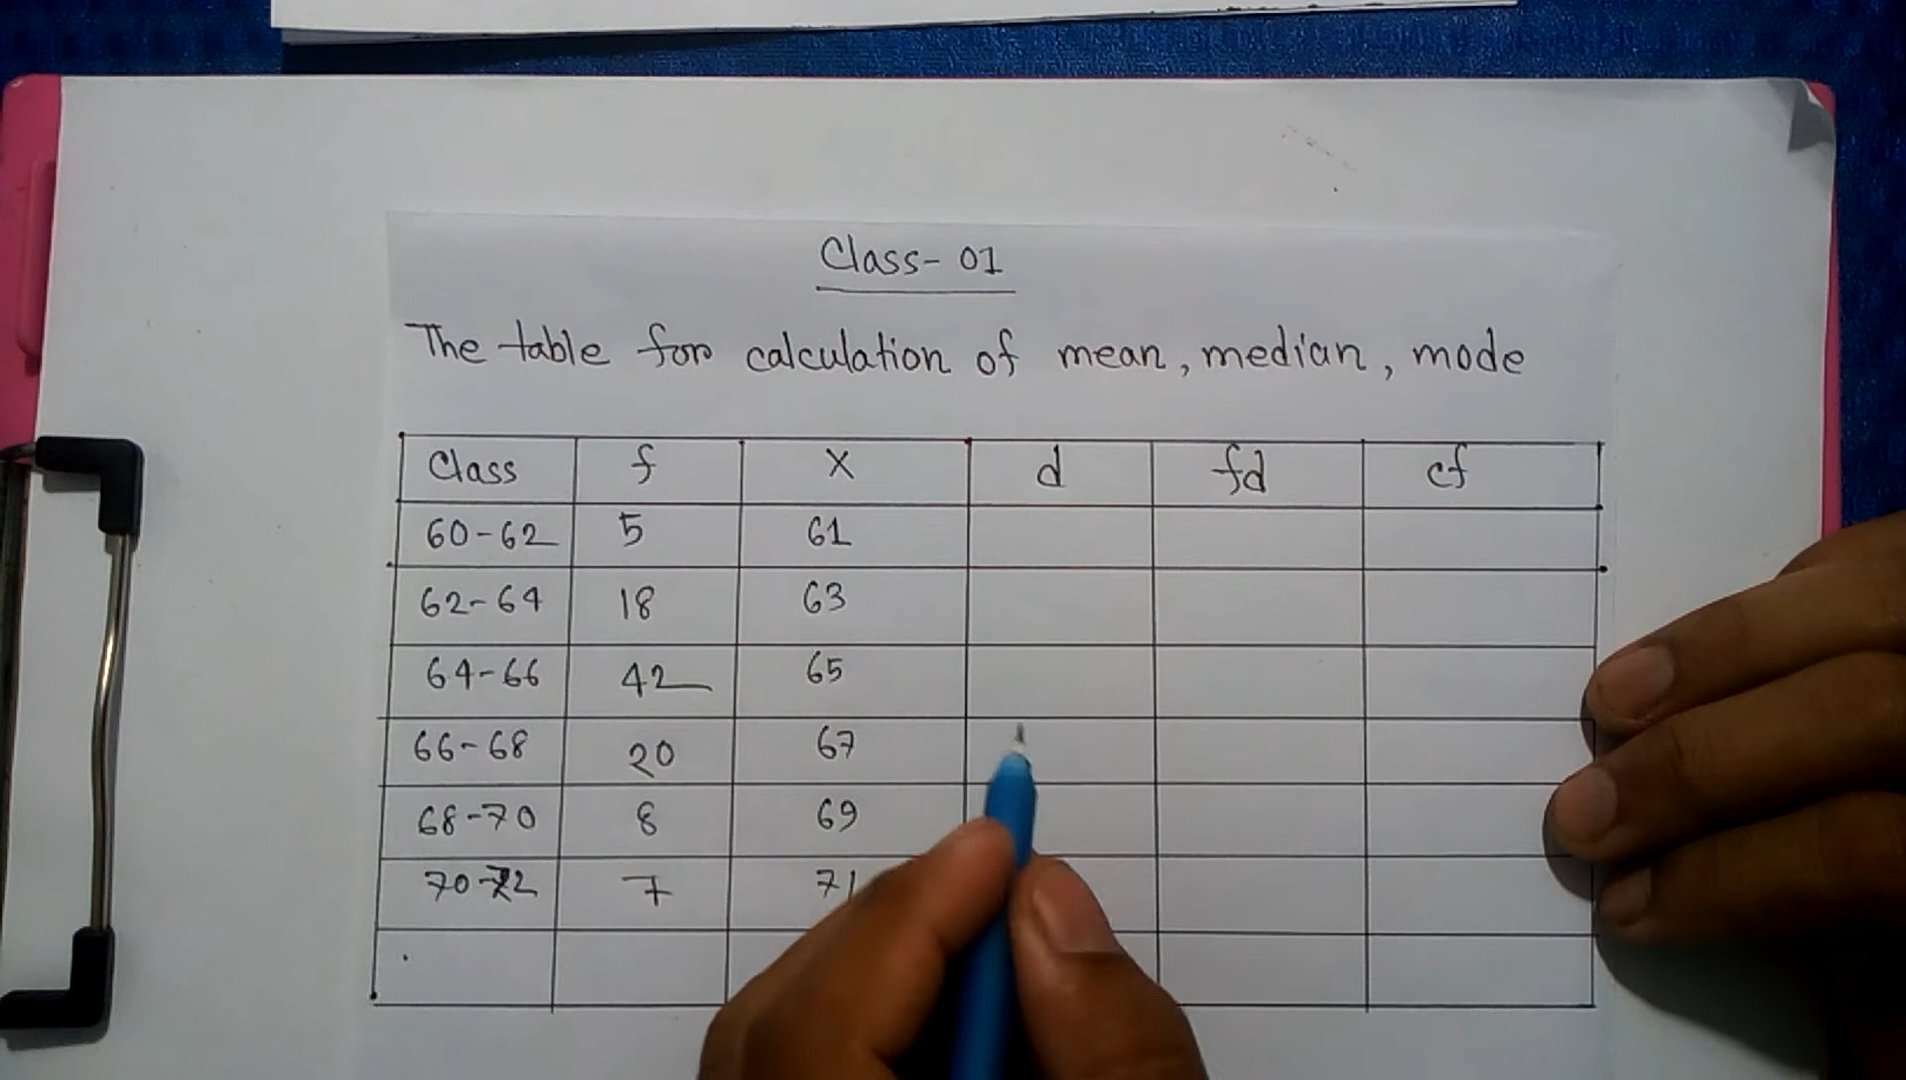 Class- 01
The table for calculation of mean, median, mode
Class f X d fd cf
60-62 5 61
62-64 18 63
64-66 42 65
66-68 20 67
68-70 8 69
70-72 7 71